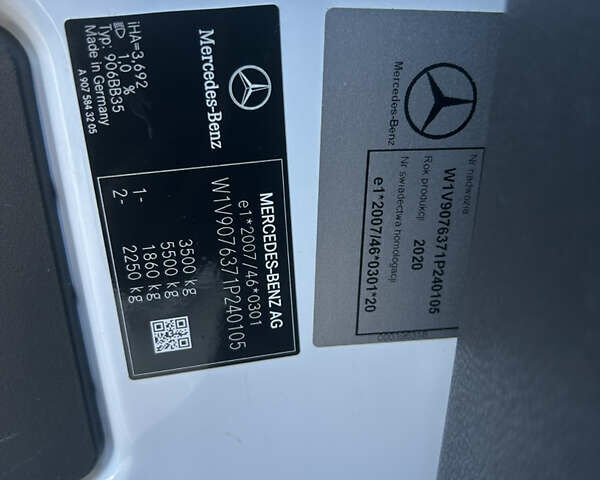 Mercedes-Benz
MERCEDES-BENZ AG
e1*2007/46*0301
W1V9076371P240105
3500 kg
5500 kg
1- 1860 kg
2- 2250 kg
iHA=3,692
1,0 %
Typ: 906BB35
Made in Germany
A 907 584 32 05
Mercedes-Benz
Nr nadwozia
W1V9076371P240105
Rok produkcji 2020
Nr świadectwa homologacji
e1*2007/46*0301*20